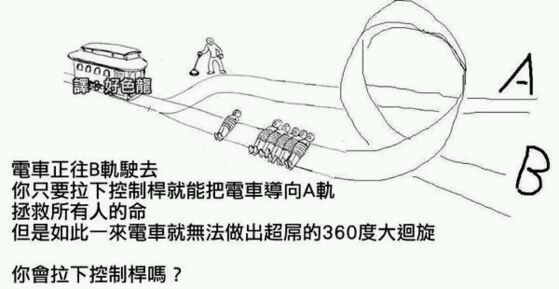 譯：好色龍
A
B
電車正往B軌駛去
你只要拉下控制桿就能把電車導向A軌
拯救所有人的命
但是如此一來電車就無法做出超屌的360度大迴旋
你會拉下控制桿嗎？